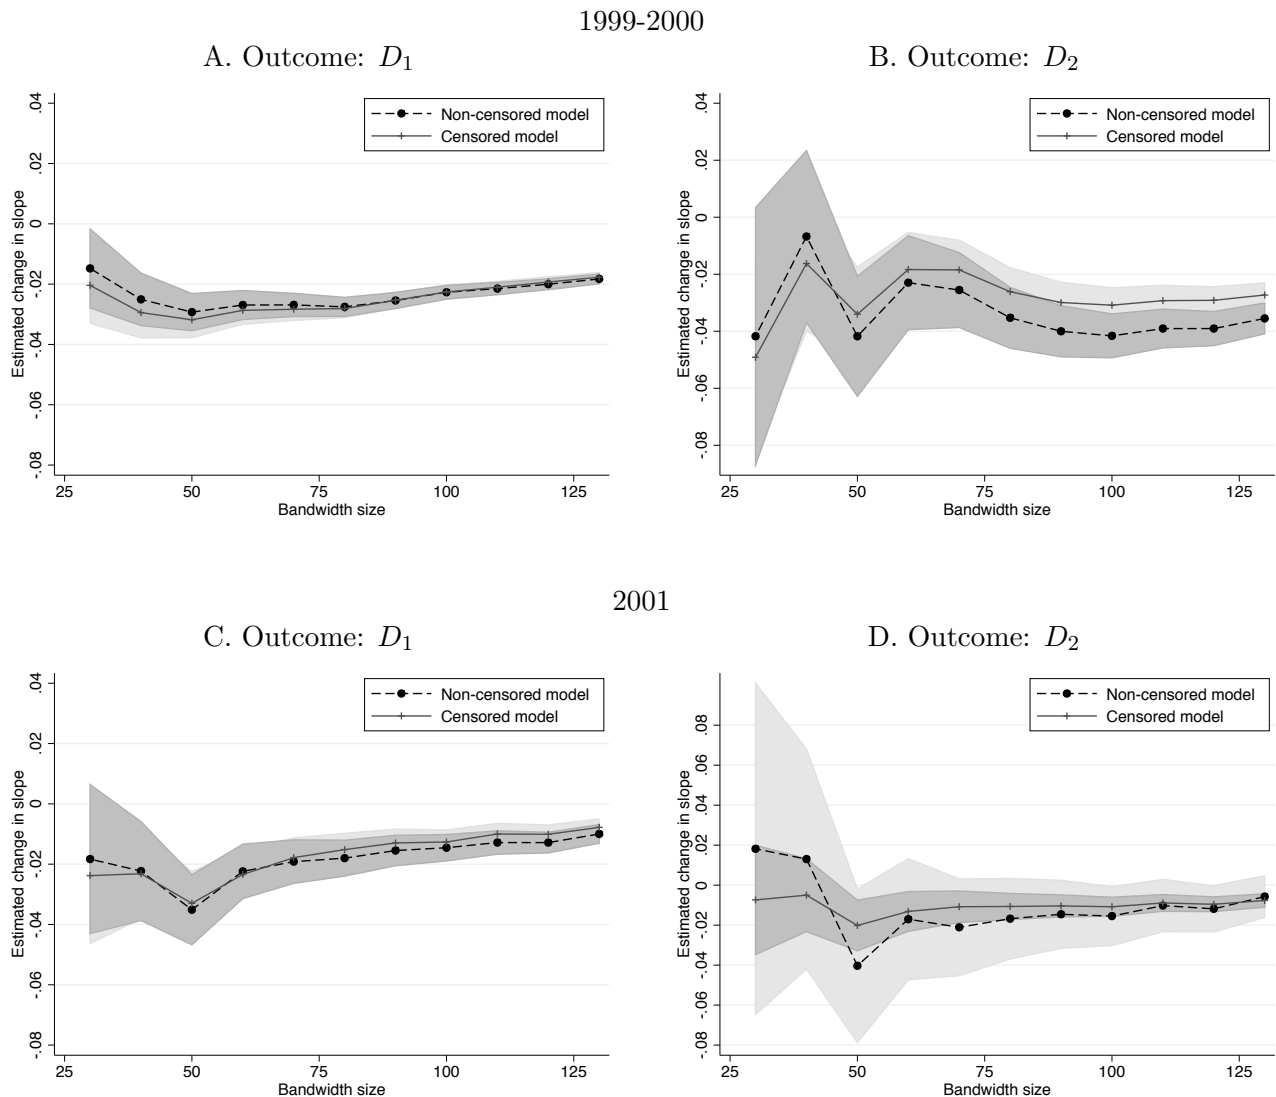 1999-2000
A. Outcome: D1
.04
.02
0
-.02
-.04
-.06
-.08
Estimated change in slope
Non-censored model
Censored model
25 50 75 100 125
Bandwidth size
B. Outcome: D2
.04
.02
0
-.02
-.04
-.06
-.08
Estimated change in slope
Non-censored model
Censored model
25 50 75 100 125
Bandwidth size
2001
C. Outcome: D1
.04
.02
0
-.02
-.04
-.06
-.08
Estimated change in slope
Non-censored model
Censored model
25 50 75 100 125
Bandwidth size
D. Outcome: D2
.08
.06
.04
.02
0
-.02
-.04
-.06
-.08
Estimated change in slope
Non-censored model
Censored model
25 50 75 100 125
Bandwidth size